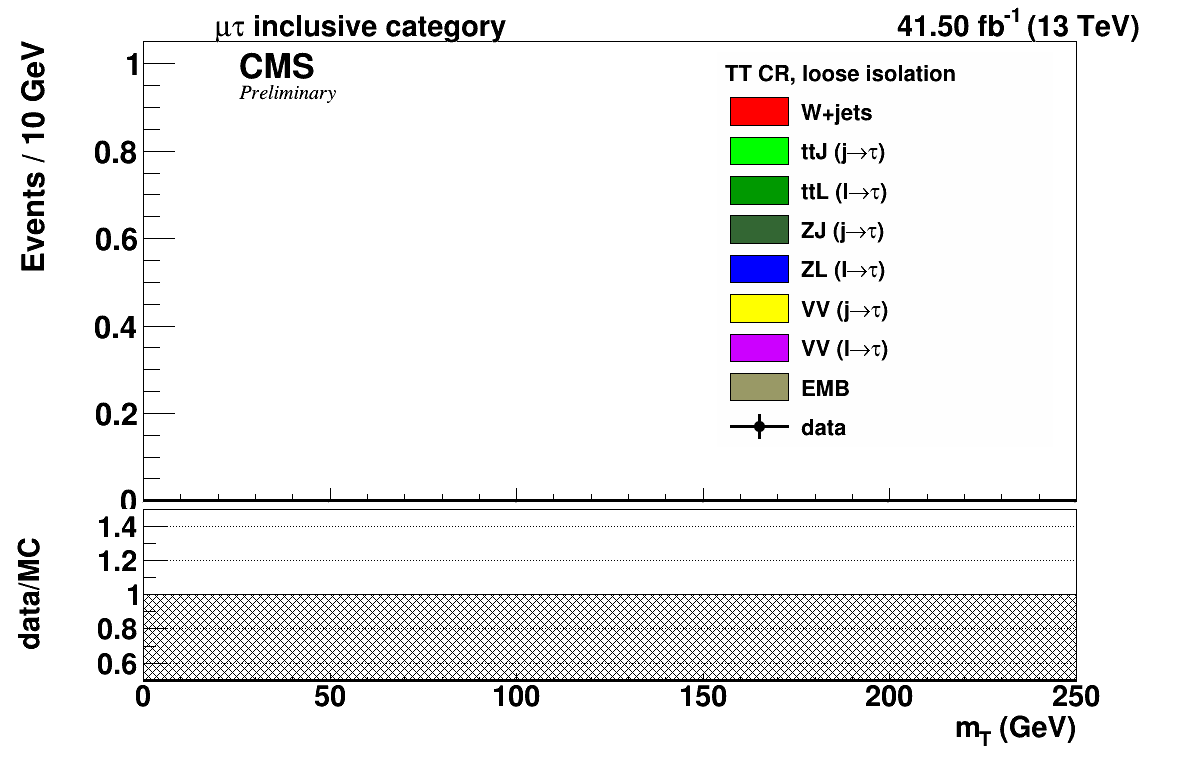 μτ inclusive category
41.50 fb⁻¹ (13 TeV)
CMS
Preliminary
Events / 10 GeV
1
0.8
0.6
0.4
0.2
0
TT CR, loose isolation
W+jets
ttJ (j→τ)
ttL (l→τ)
ZJ (j→τ)
ZL (l→τ)
VV (j→τ)
VV (l→τ)
EMB
data
data/MC
1.4
1.2
1
0.8
0.6
0 50 100 150 200 250
m_T (GeV)